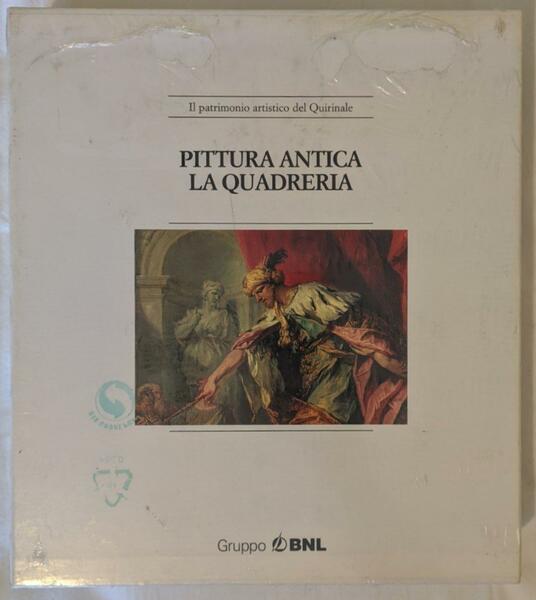 Il patrimonio artistico del Quirinale
PITTURA ANTICA
LA QUADRERIA
Gruppo BNL